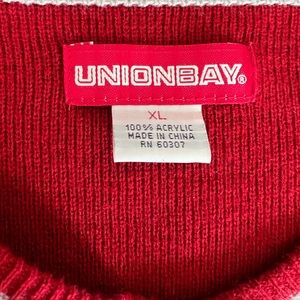 UNIONBAY®
XL
100% ACRYLIC
MADE IN CHINA
RN 60307